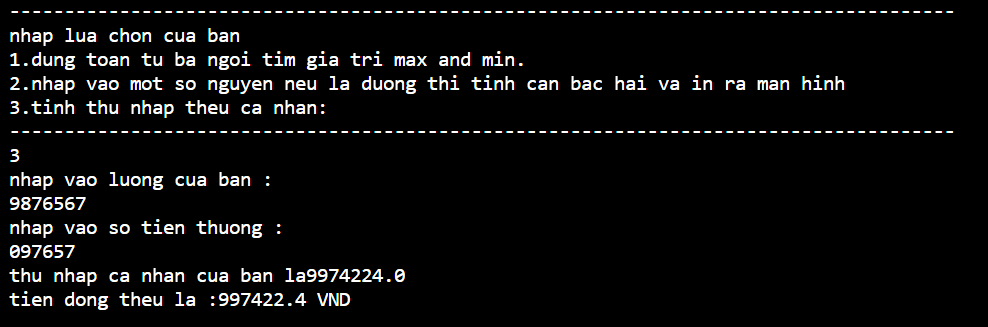 --------------------------------------------------------------------------------
nhap lua chon cua ban
1.dung toan tu ba ngoi tim gia tri max and min.
2.nhap vao mot so nguyen neu la duong thi tinh can bac hai va in ra man hinh
3.tinh thu nhap theu ca nhan:
--------------------------------------------------------------------------------
3
nhap vao luong cua ban :
9876567
nhap vao so tien thuong :
097657
thu nhap ca nhan cua ban la9974224.0
tien dong theu la :997422.4 VND